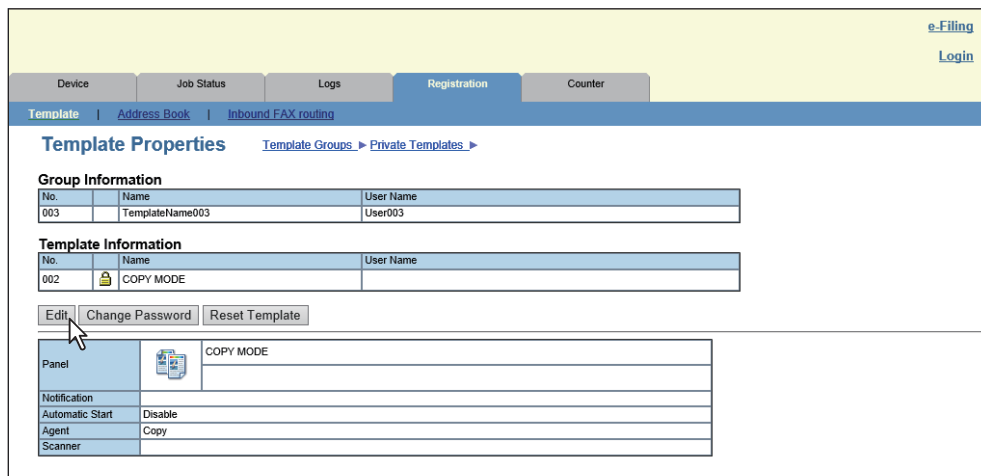 e-Filing
Login
Device Job Status Logs Registration Counter
Template | Address Book | Inbound FAX routing
Template Properties Template Groups ▶ Private Templates ▶
Group Information
No. Name User Name
003 TemplateName003 User003
Template Information
No. Name User Name
002 COPY MODE
Edit Change Password Reset Template
Panel COPY MODE
Notification
Automatic Start Disable
Agent Copy
Scanner